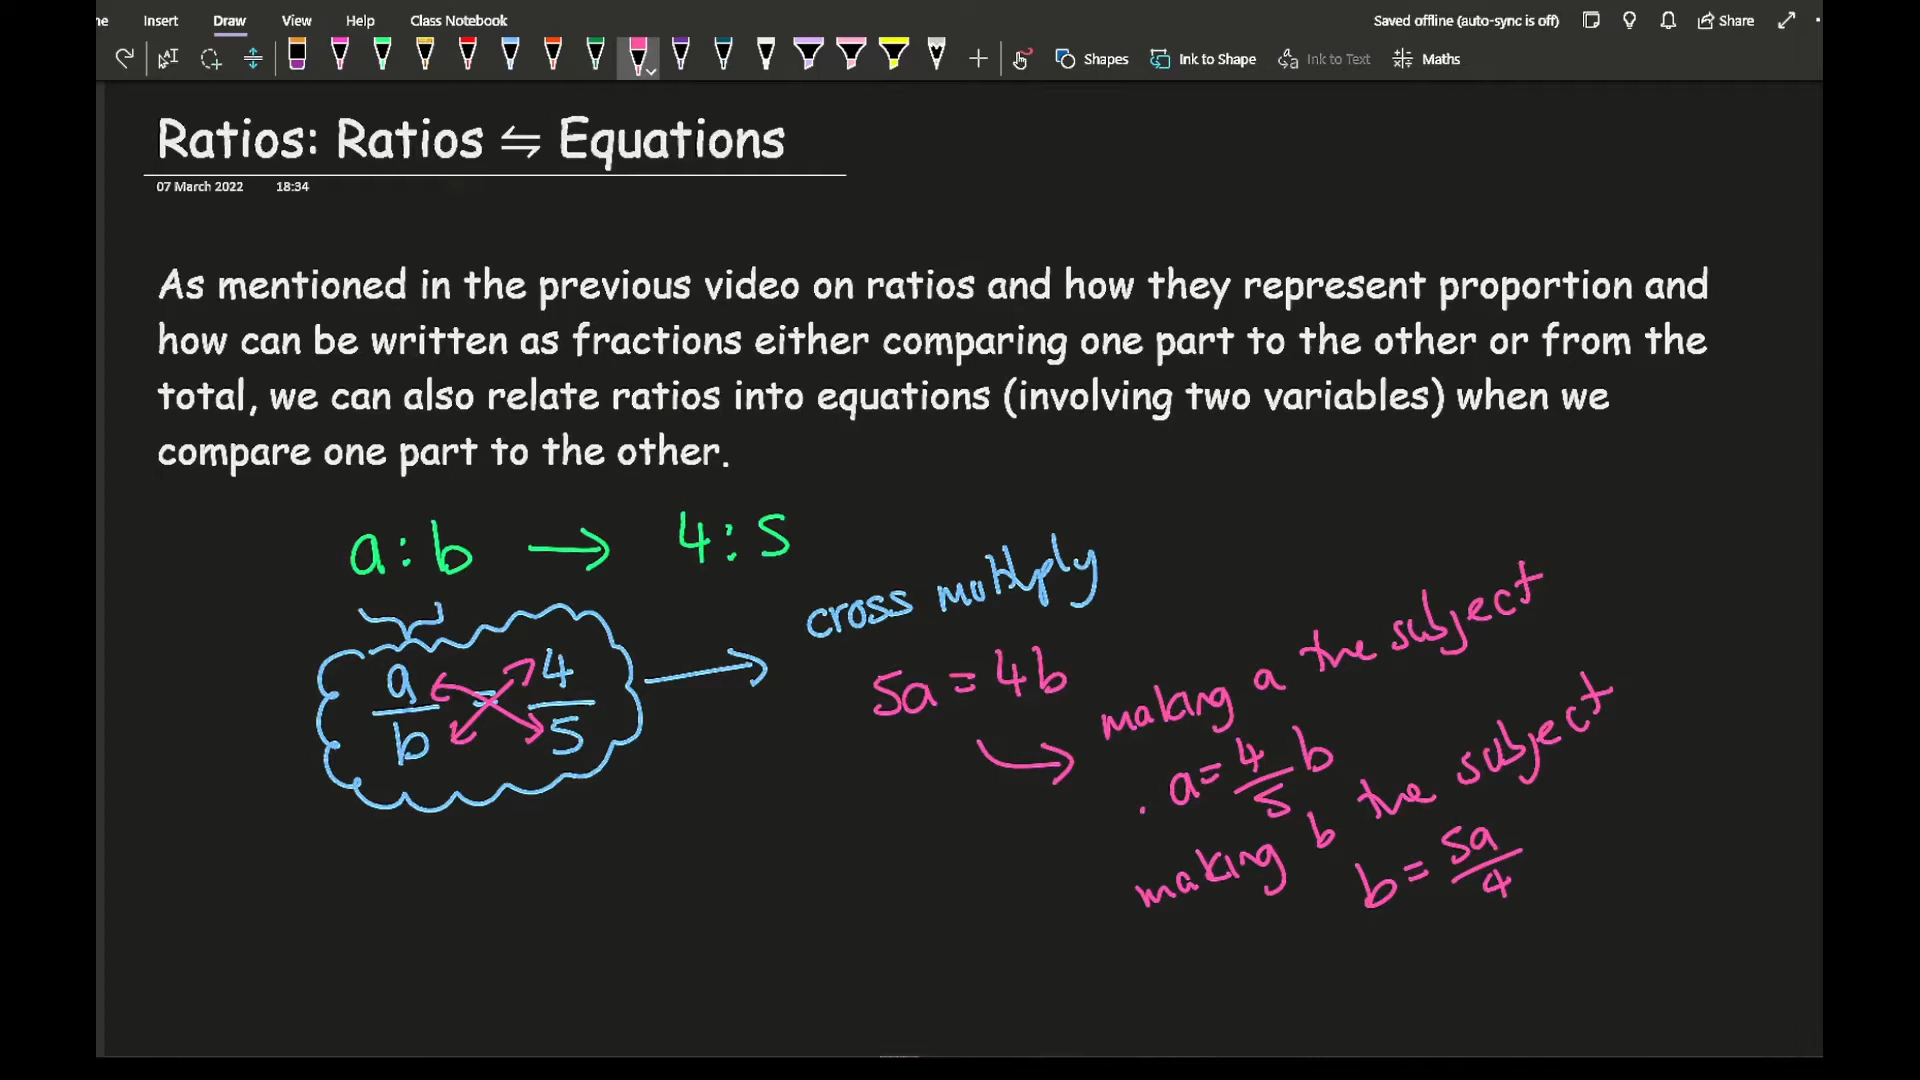 Insert Draw View Help Class Notebook Saved offline (auto-sync is off) Share
Shapes Ink to Shape Ink to Text Maths
Ratios: Ratios ⇋ Equations
07 March 2022 18:34
As mentioned in the previous video on ratios and how they represent proportion and
how can be written as fractions either comparing one part to the other or from the
total, we can also relate ratios into equations (involving two variables) when we
compare one part to the other.
a : b → 4 : 5
a/b = 4/5 →
cross multiply
5a = 4b
making a the subject
a = 4/5 b
making b the subject
b = 5a/4